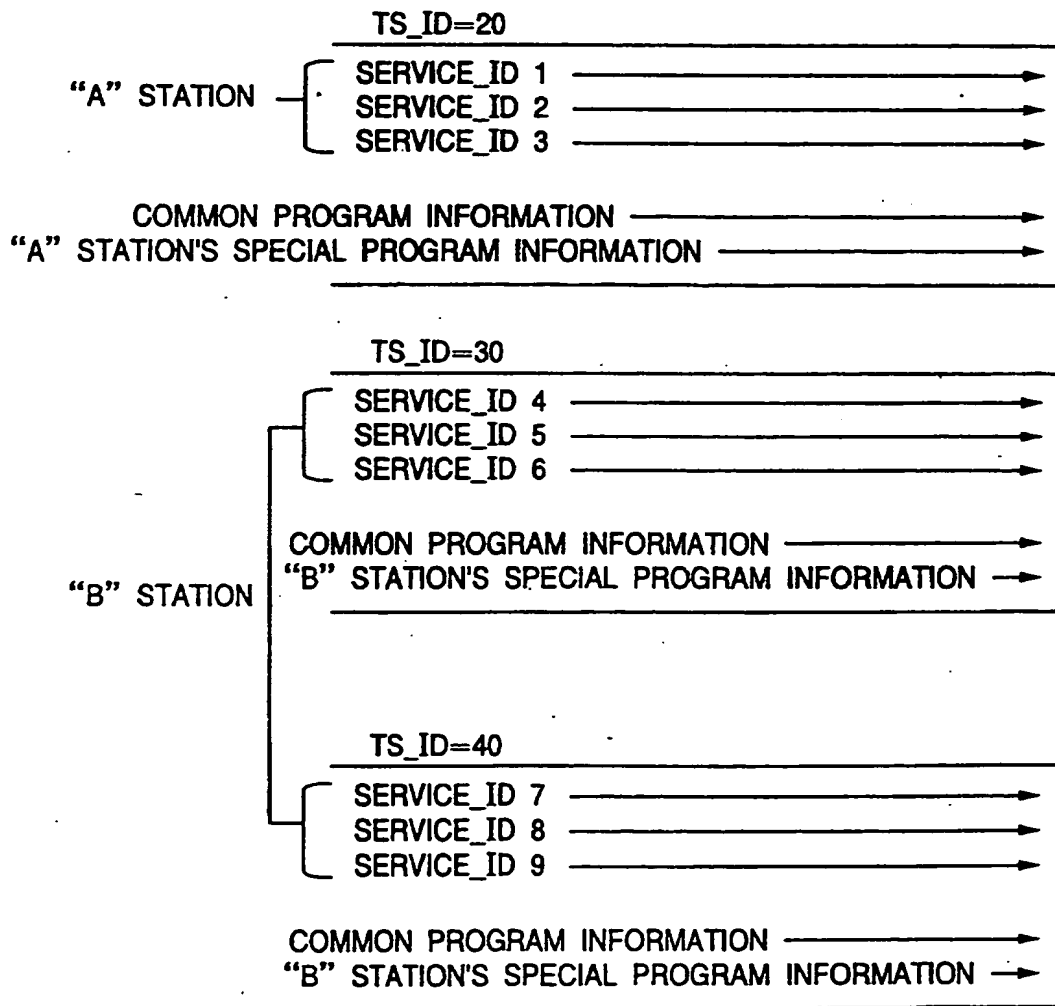 TS_ID=20
“A” STATION
SERVICE_ID 1
SERVICE_ID 2
SERVICE_ID 3
COMMON PROGRAM INFORMATION
“A” STATION'S SPECIAL PROGRAM INFORMATION
TS_ID=30
SERVICE_ID 4
SERVICE_ID 5
SERVICE_ID 6
COMMON PROGRAM INFORMATION
“B” STATION'S SPECIAL PROGRAM INFORMATION
“B” STATION
TS_ID=40
SERVICE_ID 7
SERVICE_ID 8
SERVICE_ID 9
COMMON PROGRAM INFORMATION
“B” STATION'S SPECIAL PROGRAM INFORMATION